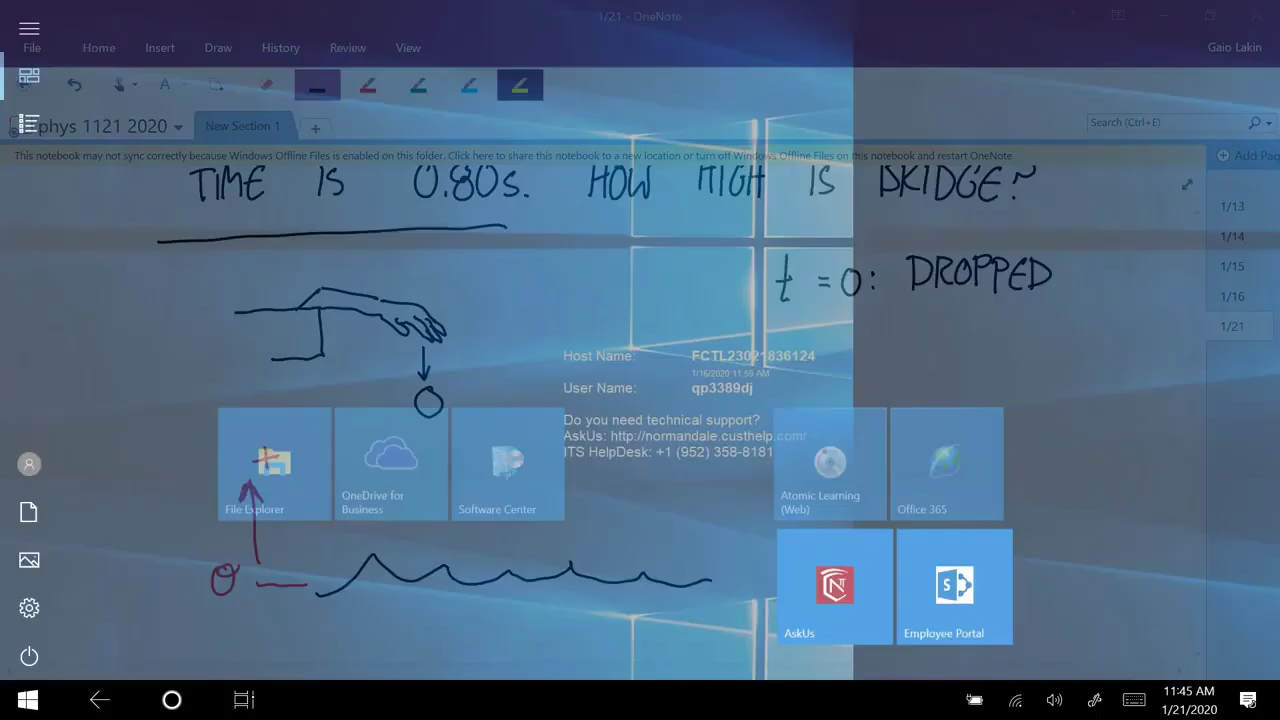 1/21 - OneNote
File Home Insert Draw History Review View
Gaio Lakin
phys 1121 2020
New Section 1
Search (Ctrl+E)
This notebook may not sync correctly because Windows Offline Files is enabled on this folder. Click here to share this notebook to a new location or turn off Windows Offline Files on this notebook and restart OneNote.
Add Pag
TIME IS 0.80s. HOW HIGH IS BRIDGE?
t = 0: DROPPED
1/13
1/14
1/15
1/16
1/21
Host Name: FCTL23021836124
1/16/2020 11:59 AM
User Name: qp3389dj
Do you need technical support?
AskUs: http://normandale.custhelp.com/
ITS HelpDesk: +1 (952) 358-8181
+
File Explorer
OneDrive for
Business
Software Center
Atomic Learning
(Web)
Office 365
0
AskUs
Employee Portal
11:45 AM
1/21/2020